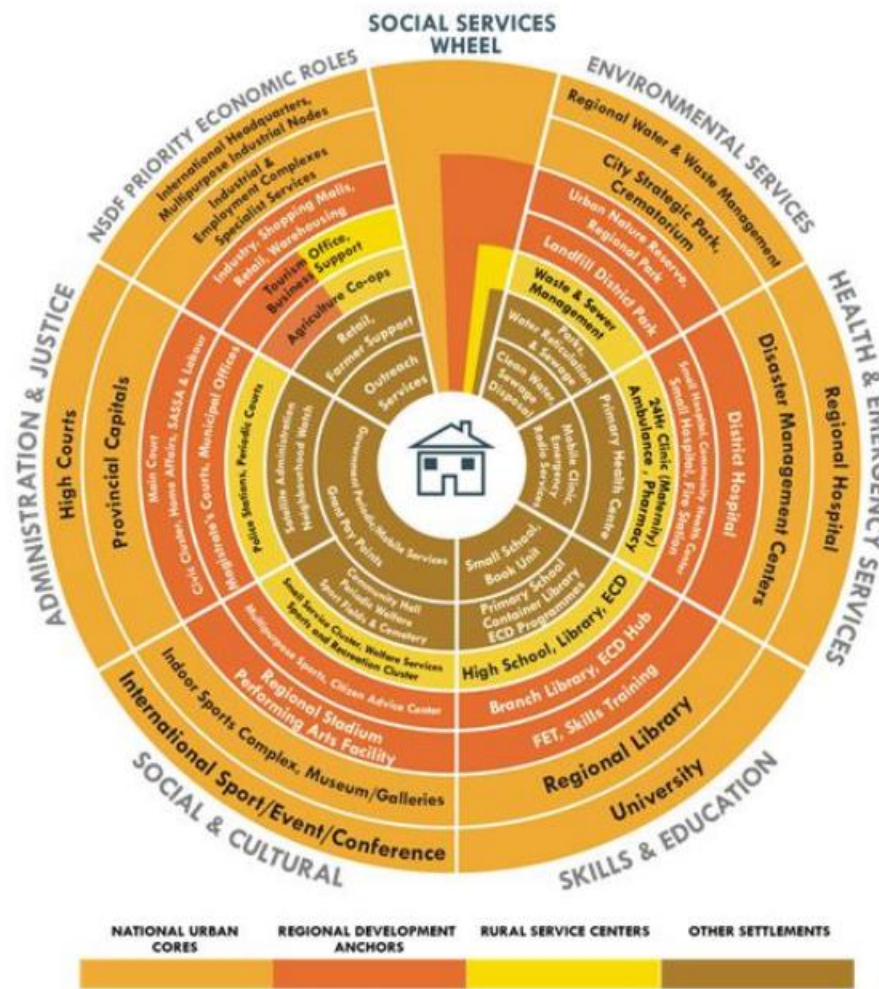 SOCIAL SERVICES
WHEEL
NSDF PRIORITY ECONOMIC ROLES
International Headquarters,
Multipurpose Industrial Nodes
Industrial &
Employment Complexes
Specialist Services
Industry, Shopping Malls,
Retail, Warehousing
Tourism Office,
Business Support
Agriculture Co-ops
Retail,
Farmer Support
Outreach
Services
ENVIRONMENTAL SERVICES
Regional Water & Waste Management
City Strategic Park,
Crematorium
Urban Nature Reserve,
Regional Park
Landfill District Park
Waste & Sewer
Management
Parks,
Water Reticulation
& Sewage
Clean Water,
Sewage
Disposal
HEALTH & EMERGENCY SERVICES
Regional Hospital
Disaster Management Centers
District Hospital
Small Hospital, Community Health Center
Small Hospital, Fire Station
24Hr Clinic (Maternity)
Ambulance, Pharmacy
Primary Health Centre
Mobile Clinic,
Emergency
Radio Services
SKILLS & EDUCATION
University
Regional Library
FET, Skills Training
Branch Library, ECD Hub
High School, Library, ECD
Primary School
Container Library
ECD Programmes
Small School,
Book Unit
SOCIAL & CULTURAL
International Sport/Event/Conference
Indoor Sports Complex, Museum/Galleries
Regional Stadium
Performing Arts Facility
Multipurpose Sports, Citizen Advice Center
Small Service Cluster, Welfare Services
Sports, and Recreation Cluster
Community Hall
Periodic Welfare
Sport Fields & Cemetery
Government Periodic/Mobile Services
Grant Pay Points
ADMINISTRATION & JUSTICE
High Courts
Provincial Capitals
Main Court
Civic Cluster, Home Affairs, SASSA & Labour
Magistrate's Courts, Municipal Offices
Police Stations, Periodic Courts
Satellite Administration
Neighbourhood Watch
NATIONAL URBAN
CORES
REGIONAL DEVELOPMENT
ANCHORS
RURAL SERVICE CENTERS
OTHER SETTLEMENTS